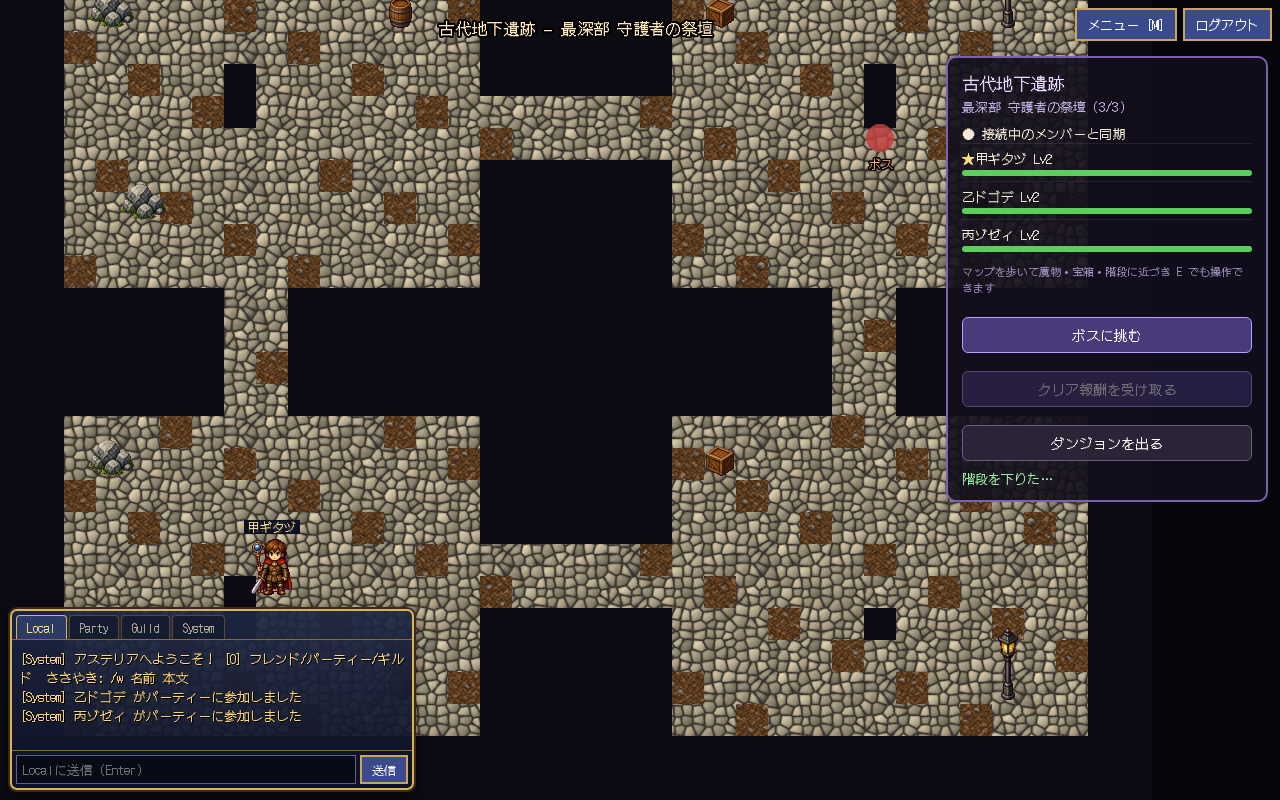 古代地下遺跡 – 最深部 守護者の祭壇
メニュー [M]
ログアウト
古代地下遺跡
最深部 守護者の祭壇 (3/3)
● 接続中のメンバーと同期
★甲ギタヅ Lv2
乙ドゴデ Lv2
丙ゾゼィ Lv2
マップを歩いて魔物・宝箱・階段に近づき E でも操作で
きます
ボスに挑む
クリア報酬を受け取る
ダンジョンを出る
階段を下りた…
ボス
甲ギタヅ
Local
Party
Guild
System
[System] アステリアへようこそ！ [O] フレンド/パーティー/ギル
ド ささやき: /w 名前 本文
[System] 乙ドゴデ がパーティーに参加しました
[System] 丙ゾゼィ がパーティーに参加しました
Localに送信 (Enter)
送信